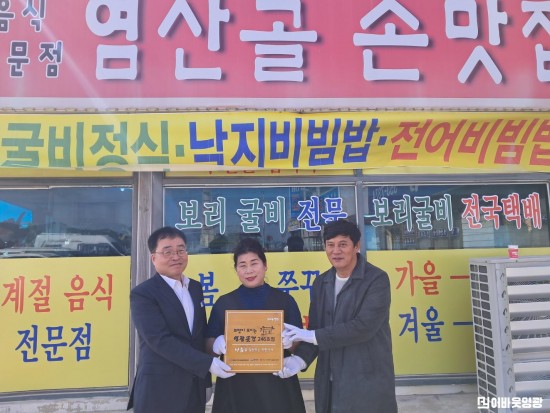 음식
문점
염산골 손맛집
굴비정식·낙지비빔밥·전어비빔밥
보리 굴비 전문
보리굴비 전국택배
계절 음식
전문점
봄
쭈꾸
가을 —
겨울 —
이바웃영광